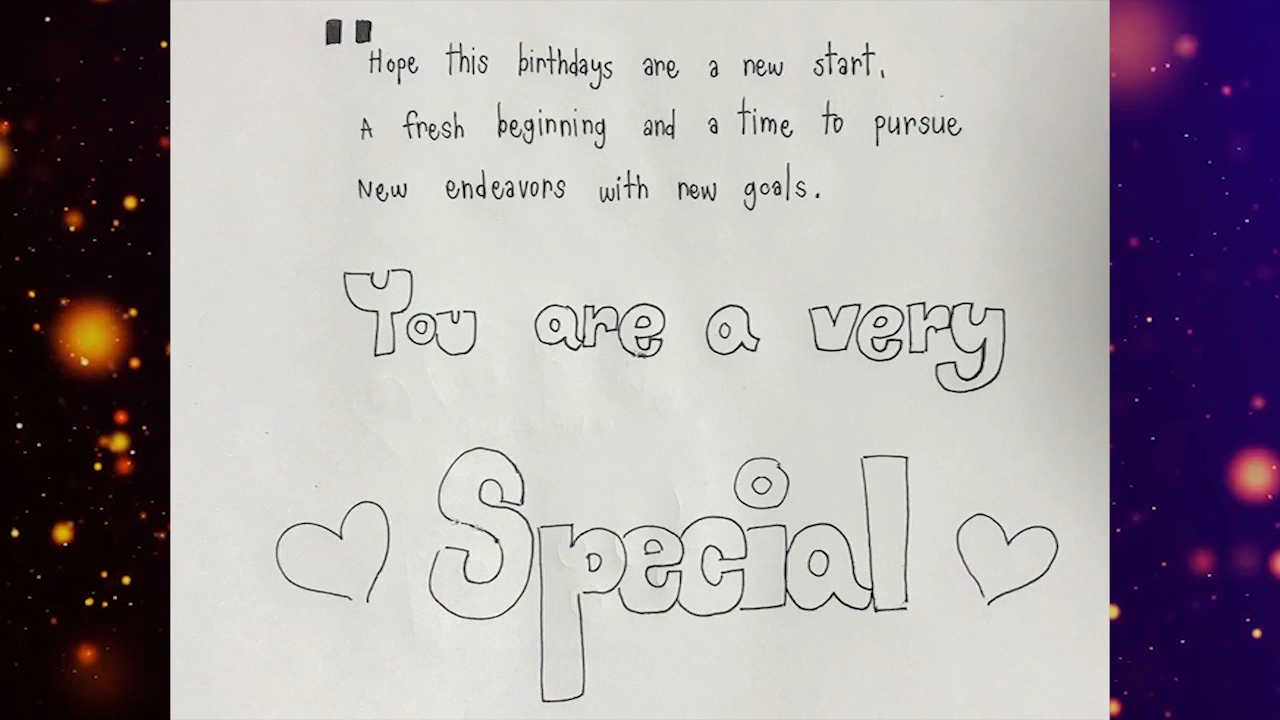 "Hope this birthdays are a new start,
A fresh beginning and a time to pursue
New endeavors with new goals.
You are a very
Special